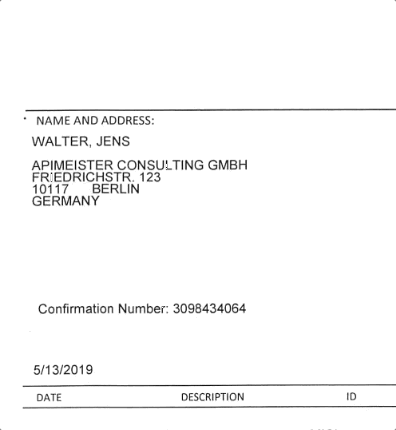 NAME AND ADDRESS:
WALTER, JENS
APIMEISTER CONSULTING GMBH
FRIEDRICHSTR. 123
10117 BERLIN
GERMANY
Confirmation Number: 3098434064
5/13/2019
DATE DESCRIPTION ID